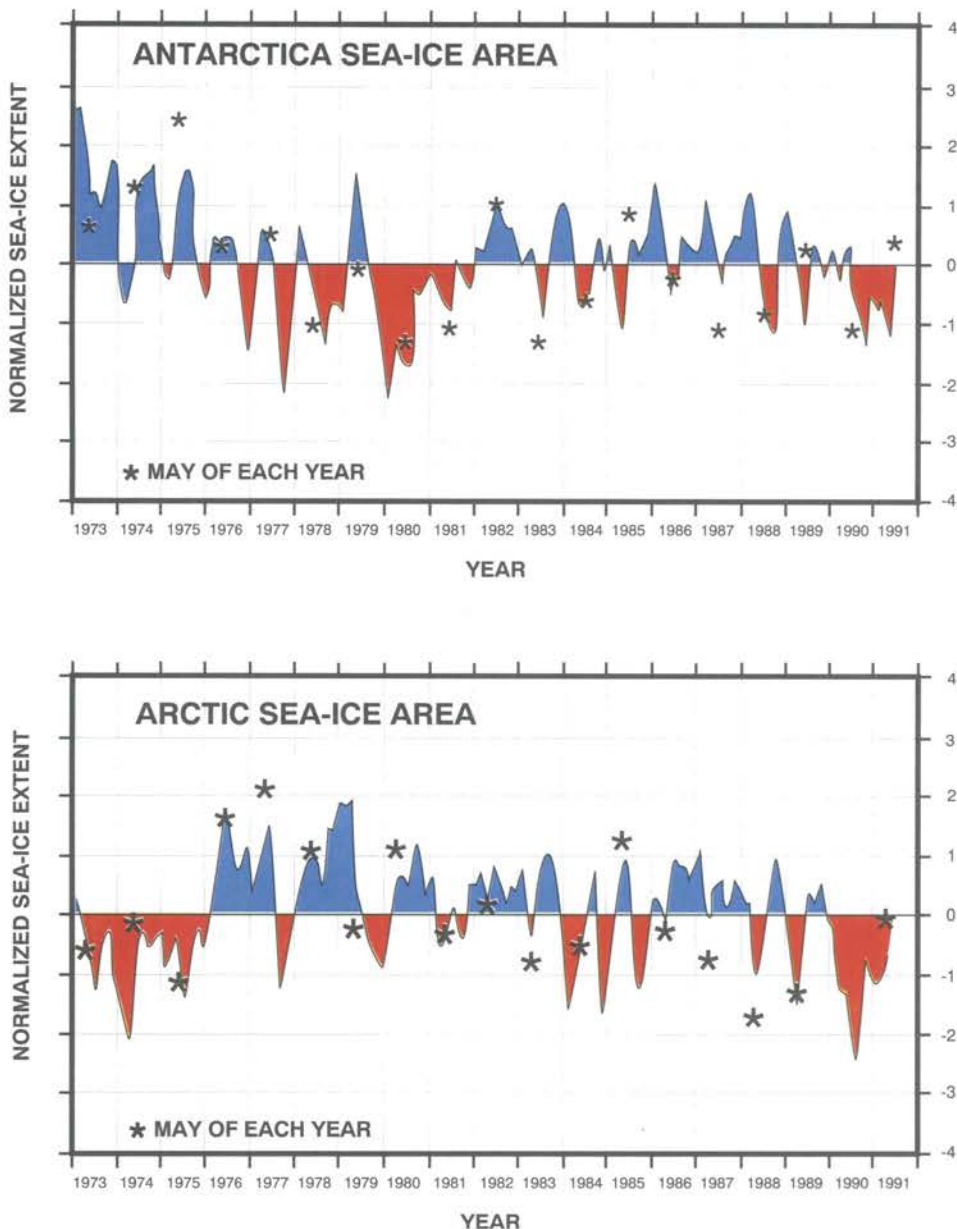 ANTARCTICA SEA-ICE AREA
NORMALIZED SEA-ICE EXTENT
4
3
2
1
0
-1
-2
-3
-4
* MAY OF EACH YEAR
1973 1974 1975 1976 1977 1978 1979 1980 1981 1982 1983 1984 1985 1986 1987 1988 1989 1990 1991
YEAR
ARCTIC SEA-ICE AREA
NORMALIZED SEA-ICE EXTENT
4
3
2
1
0
-1
-2
-3
-4
* MAY OF EACH YEAR
1973 1974 1975 1976 1977 1978 1979 1980 1981 1982 1983 1984 1985 1986 1987 1988 1989 1990 1991
YEAR